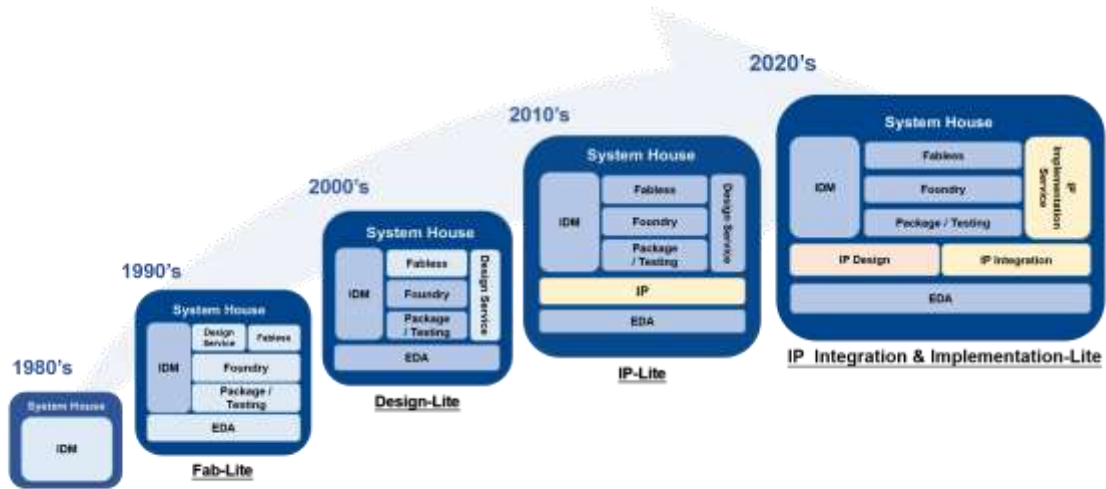 1980's
System House
IDM
1990's
System House
IDM
Design
Service
Fabless
Foundry
Package /
Testing
EDA
Fab-Lite
2000's
System House
IDM
Fabless
Foundry
Package
/ Testing
Design Service
EDA
Design-Lite
2010's
System House
IDM
Fabless
Foundry
Package
/ Testing
Design Service
IP
EDA
IP-Lite
2020's
System House
IDM
Fabless
Foundry
Package / Testing
IP
Implementation
Service
IP Design
IP Integration
EDA
IP Integration & Implementation-Lite